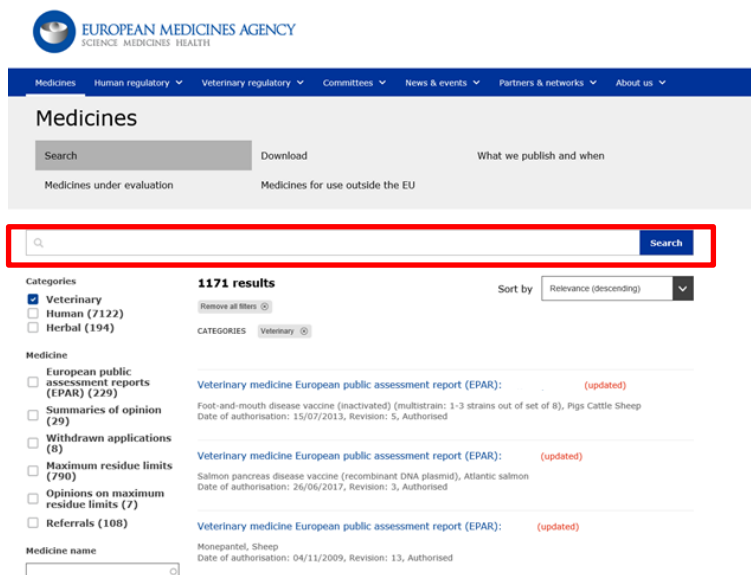 EUROPEAN MEDICINES AGENCY
SCIENCE MEDICINES HEALTH
Medicines Human regulatory Veterinary regulatory Committees News & events Partners & networks About us
Medicines
Search Download What we publish and when
Medicines under evaluation Medicines for use outside the EU
Search
Categories
Veterinary
Human (7122)
Herbal (194)
Medicine
European public
assessment reports
(EPAR) (229)
Summaries of opinion
(29)
Withdrawn applications
(8)
Maximum residue limits
(790)
Opinions on maximum
residue limits (7)
Referrals (108)
Medicine name
1171 results
Sort by Relevance (descending)
Remove all filters
CATEGORIES Veterinary
Veterinary medicine European public assessment report (EPAR): (updated)
Foot-and-mouth disease vaccine (inactivated) (multistrain: 1-3 strains out of set of 8), Pigs Cattle Sheep
Date of authorisation: 15/07/2013, Revision: 5, Authorised
Veterinary medicine European public assessment report (EPAR): (updated)
Salmon pancreas disease vaccine (recombinant DNA plasmid), Atlantic salmon
Date of authorisation: 26/06/2017, Revision: 3, Authorised
Veterinary medicine European public assessment report (EPAR): (updated)
Monepantel, Sheep
Date of authorisation: 04/11/2009, Revision: 13, Authorised